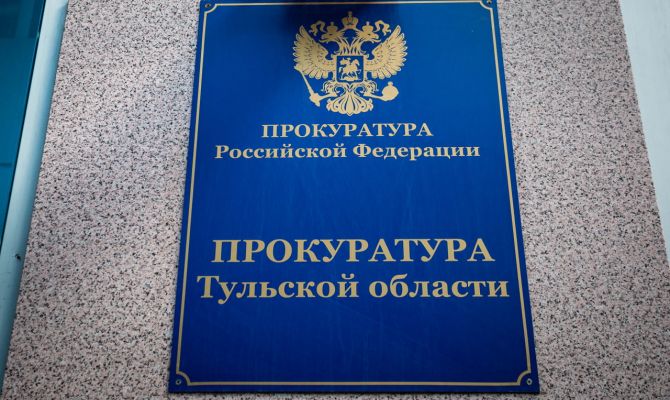 ПРОКУРАТУРА
Российской Федерации
ПРОКУРАТУРА
Тульской области